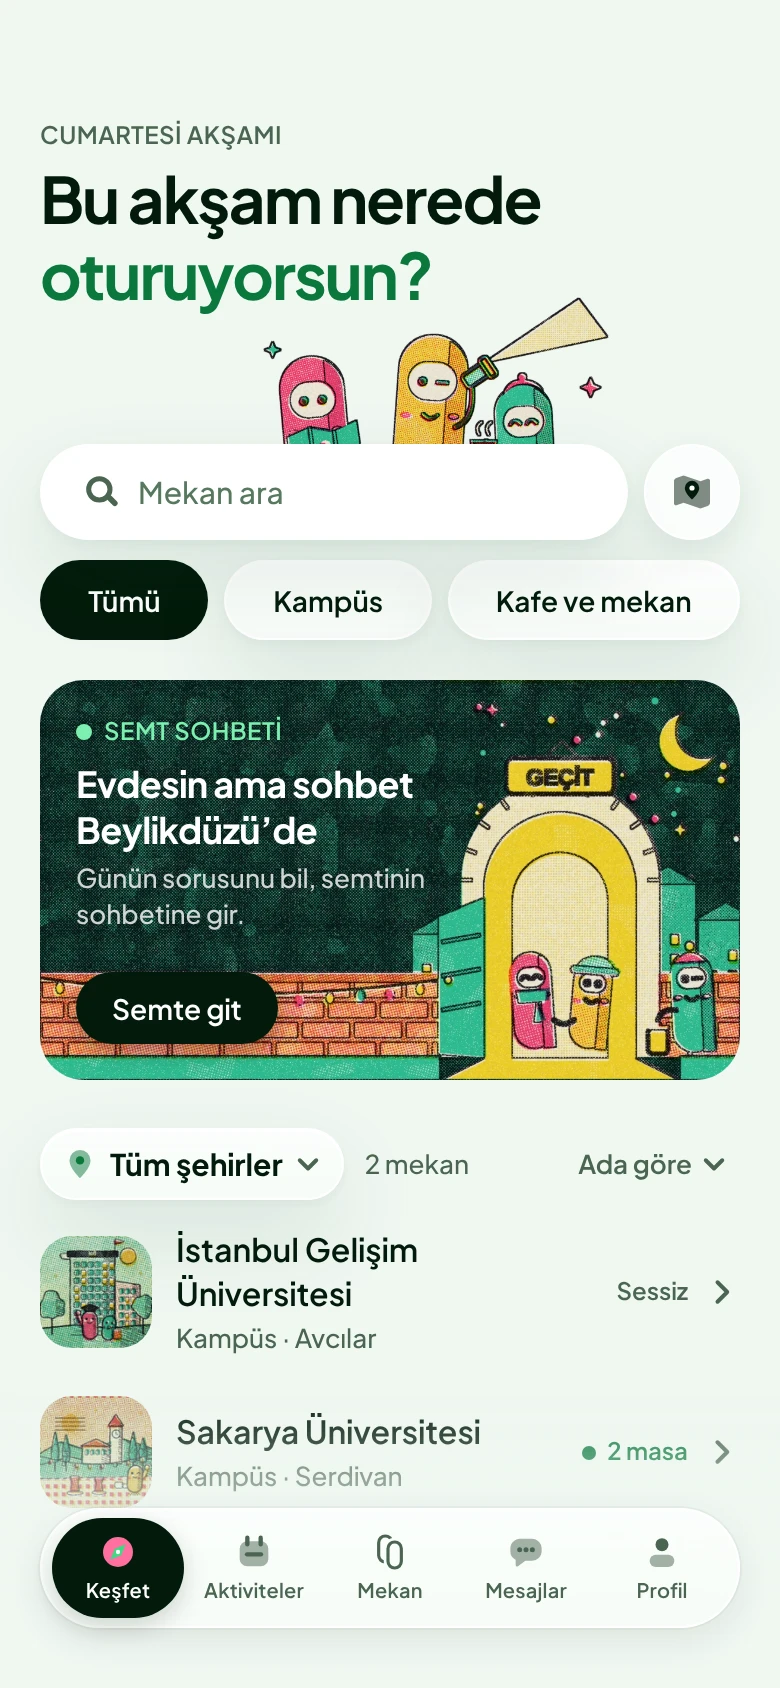 CUMARTESİ AKŞAMI
Bu akşam nerede
oturuyorsun?
Mekan ara
Tümü
Kampüs
Kafe ve mekan
SEMT SOHBETİ
GEÇİT
Evdesin ama sohbet
Beylikdüzü’de
Günün sorusunu bil, semtinin
sohbetine gir.
Semte git
Tüm şehirler
2 mekan
Ada göre
İstanbul Gelişim
Üniversitesi
Kampüs · Avcılar
Sessiz
Sakarya Üniversitesi
Kampüs · Serdivan
2 masa
Keşfet
Aktiviteler
Mekan
Mesajlar
Profil